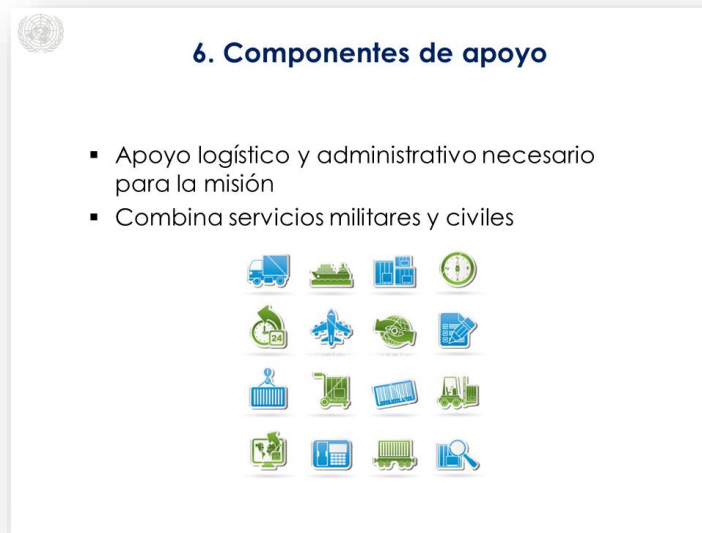 6. Componentes de apoyo
▪ Apoyo logístico y administrativo necesario
para la misión
▪ Combina servicios militares y civiles
24